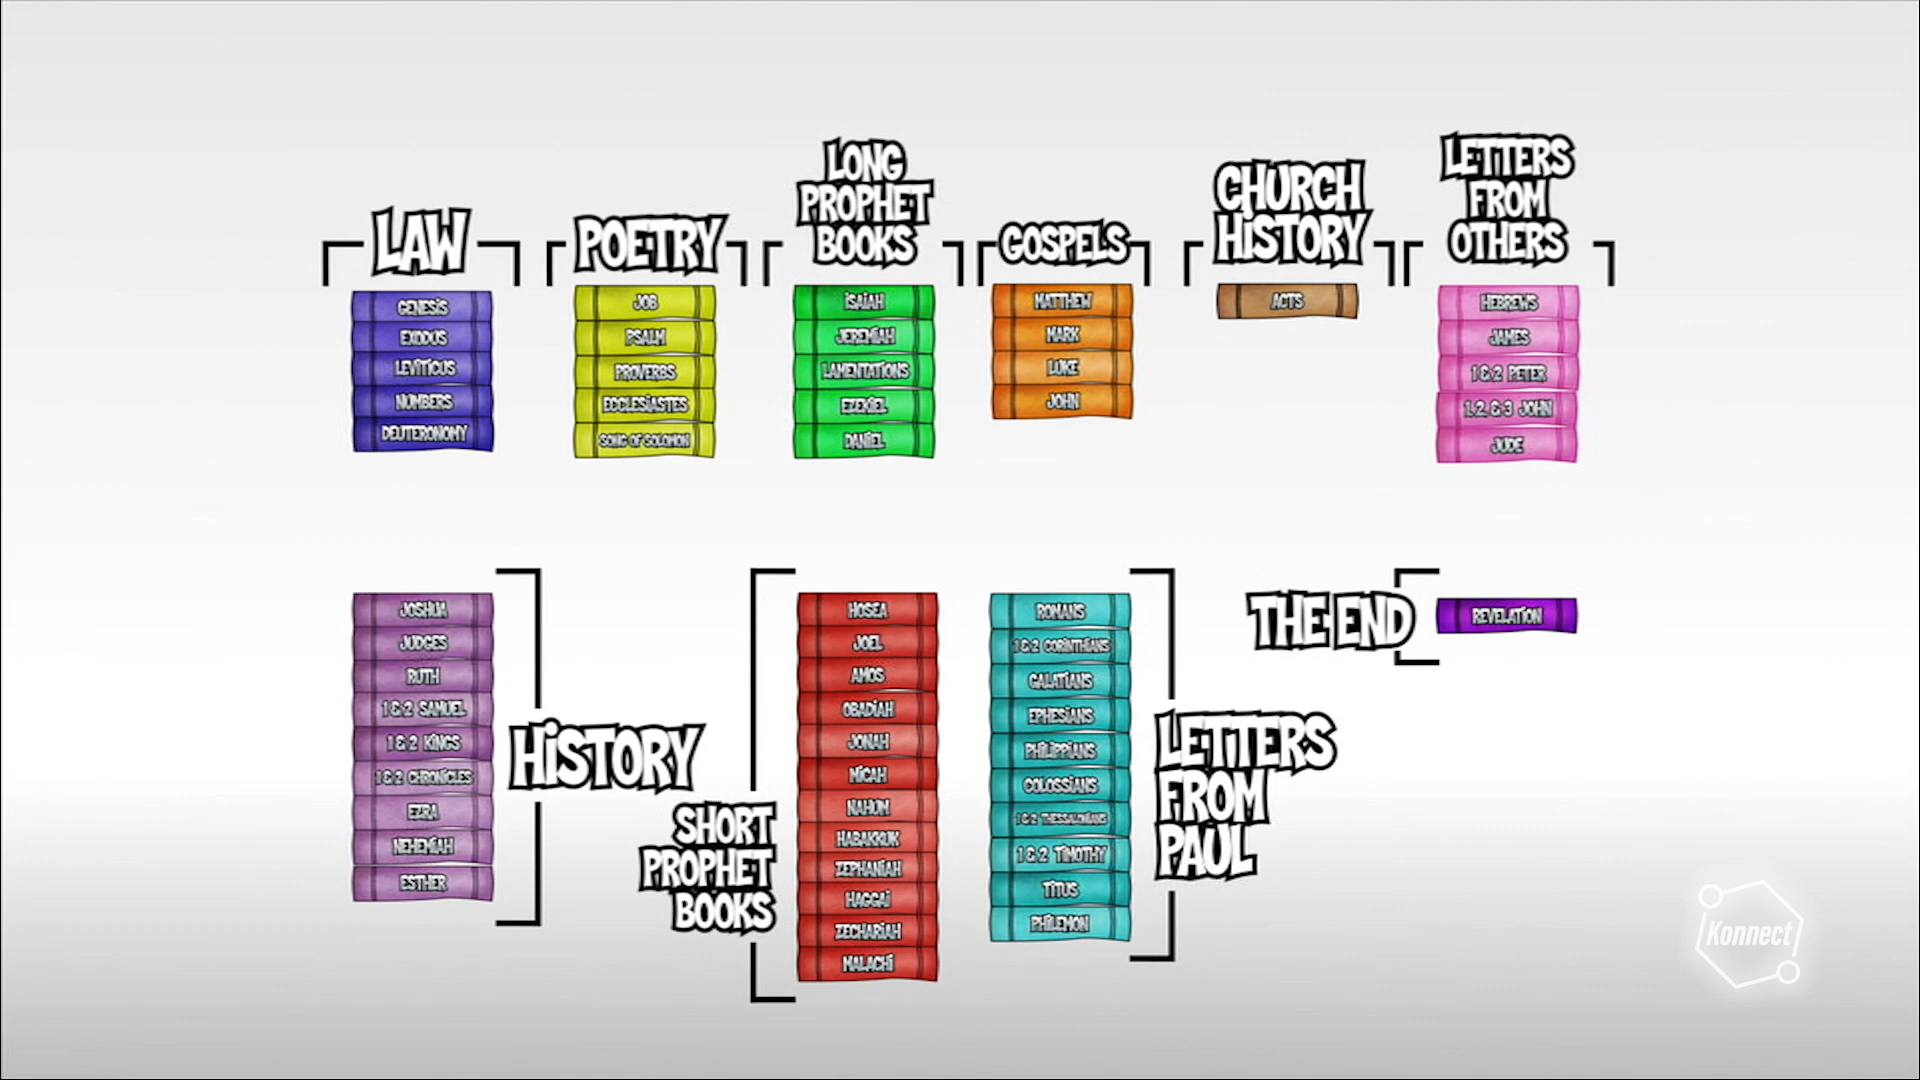 LAW
GENESIS
EXODUS
LEVITICUS
NUMBERS
DEUTERONOMY
POETRY
JOB
PSALM
PROVERBS
ECCLESIASTES
SONG OF SOLOMON
LONG
PROPHET
BOOKS
ISAIAH
JEREMIAH
LAMENTATIONS
EZEKIEL
DANIEL
GOSPELS
MATTHEW
MARK
LUKE
JOHN
CHURCH
HISTORY
ACTS
LETTERS
FROM
OTHERS
HEBREWS
JAMES
1 & 2 PETER
1, 2, & 3 JOHN
JUDE
JOSHUA
JUDGES
RUTH
1 & 2 SAMUEL
1 & 2 KINGS
1 & 2 CHRONICLES
EZRA
NEHEMIAH
ESTHER
HISTORY
SHORT
PROPHET
BOOKS
HOSEA
JOEL
AMOS
OBADIAH
JONAH
MICAH
NAHUM
HABAKKUK
ZEPHANIAH
HAGGAI
ZECHARIAH
MALACHI
ROMANS
1 & 2 CORINTHIANS
GALATIANS
EPHESIANS
PHILIPPIANS
COLOSSIANS
1 & 2 THESSALONIANS
1 & 2 TIMOTHY
TITUS
PHILEMON
LETTERS
FROM
PAUL
THE END
REVELATION
Konnect